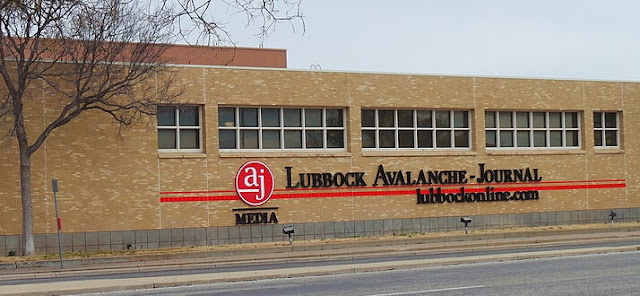 aj
MEDIA
LUBBOCK AVALANCHE-JOURNAL
lubbockonline.com